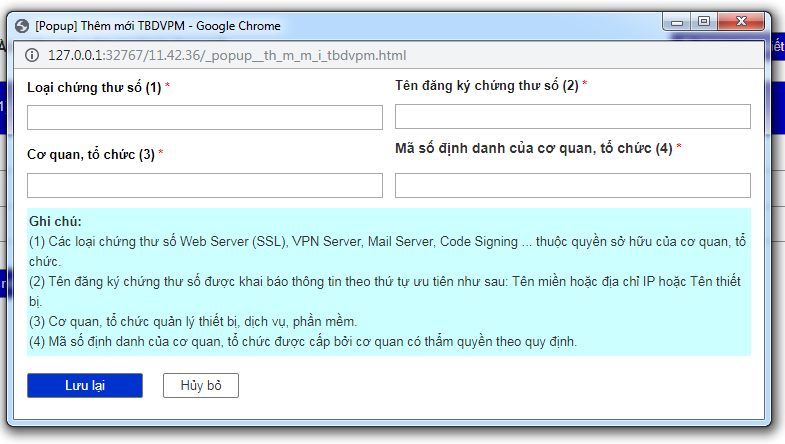 [Popup] Thêm mới TBDVPM - Google Chrome
127.0.0.1:32767/11.42.36/_popup__th_m_m_i_tbdvpm.html
Loại chứng thư số (1) *
Tên đăng ký chứng thư số (2) *
Cơ quan, tổ chức (3) *
Mã số định danh của cơ quan, tổ chức (4) *
Ghi chú:
(1) Các loại chứng thư số Web Server (SSL), VPN Server, Mail Server, Code Signing ... thuộc quyền sở hữu của cơ quan, tổ
chức.
(2) Tên đăng ký chứng thư số được khai báo thông tin theo thứ tự ưu tiên như sau: Tên miền hoặc địa chỉ IP hoặc Tên thiết
bị.
(3) Cơ quan, tổ chức quản lý thiết bị, dịch vụ, phần mềm.
(4) Mã số định danh của cơ quan, tổ chức được cấp bởi cơ quan có thẩm quyền theo quy định.
Lưu lại
Hủy bỏ